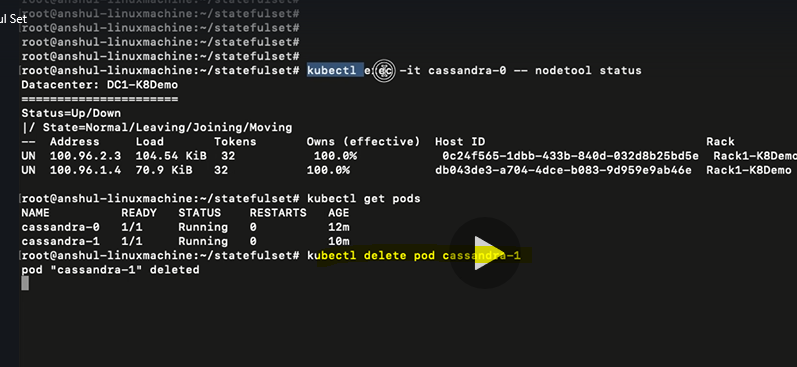 ul Set
root@anshul-linuxmachine:~/statefulset#
root@anshul-linuxmachine:~/statefulset#
root@anshul-linuxmachine:~/statefulset#
root@anshul-linuxmachine:~/statefulset#
root@anshul-linuxmachine:~/statefulset#
root@anshul-linuxmachine:~/statefulset# kubectl exec -it cassandra-0 -- nodetool status
Datacenter: DC1-K8Demo
======================
Status=Up/Down
|/ State=Normal/Leaving/Joining/Moving
-- Address Load Tokens Owns (effective) Host ID Rack
UN 100.96.2.3 104.54 KiB 32 100.0% 0c24f565-1dbb-433b-840d-032d8b25bd5e Rack1-K8Demo
UN 100.96.1.4 70.9 KiB 32 100.0% db043de3-a704-4dce-b083-9d959e9ab46e Rack1-K8Demo
root@anshul-linuxmachine:~/statefulset# kubectl get pods
NAME READY STATUS RESTARTS AGE
cassandra-0 1/1 Running 0 12m
cassandra-1 1/1 Running 0 10m
root@anshul-linuxmachine:~/statefulset# kubectl delete pod cassandra-1
pod "cassandra-1" deleted